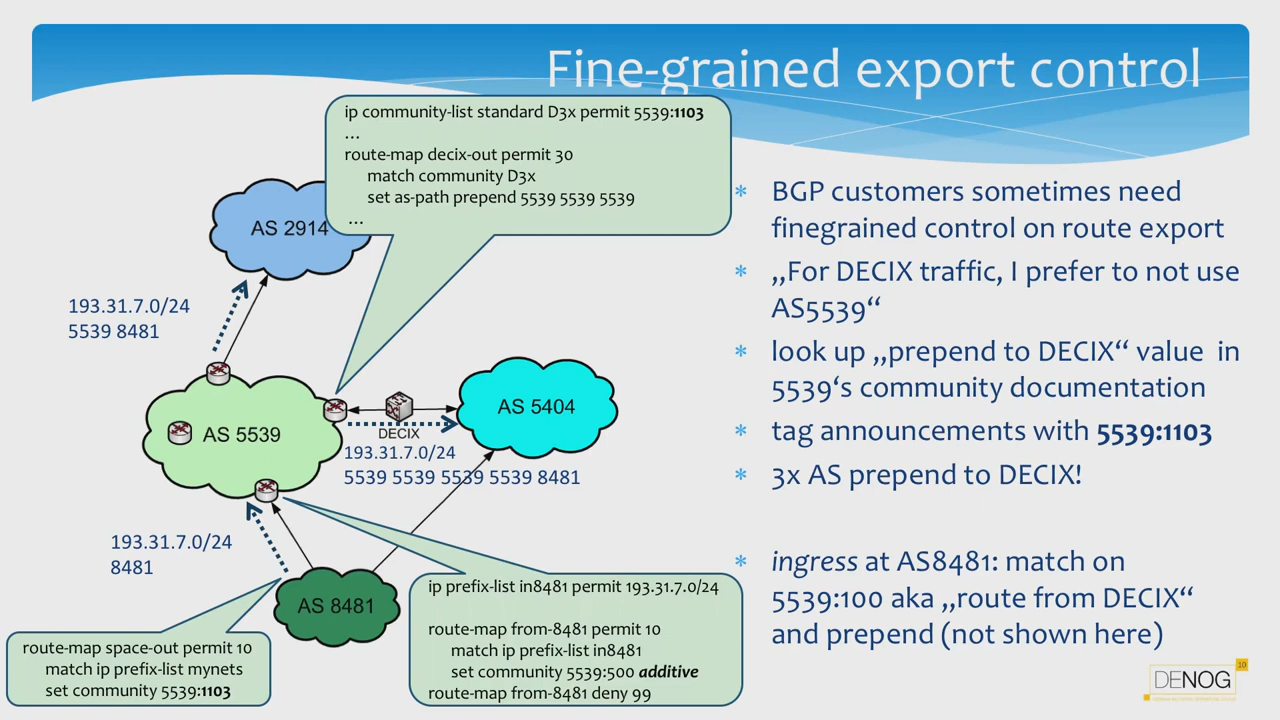 Fine-grained export control
ip community-list standard D3x permit 5539:1103
…
route-map decix-out permit 30
match community D3x
set as-path prepend 5539 5539 5539
…
AS 2914
193.31.7.0/24
5539 8481
AS 5539
DECIX
AS 5404
193.31.7.0/24
5539 5539 5539 5539 8481
193.31.7.0/24
8481
AS 8481
route-map space-out permit 10
match ip prefix-list mynets
set community 5539:1103
ip prefix-list in8481 permit 193.31.7.0/24
route-map from-8481 permit 10
match ip prefix-list in8481
set community 5539:500 additive
route-map from-8481 deny 99
* BGP customers sometimes need
finegrained control on route export
* „For DECIX traffic, I prefer to not use
AS5539“
* look up „prepend to DECIX“ value in
5539‘s community documentation
* tag announcements with 5539:1103
* 3x AS prepend to DECIX!
* ingress at AS8481: match on
5539:100 aka „route from DECIX“
and prepend (not shown here)
DENOG
10